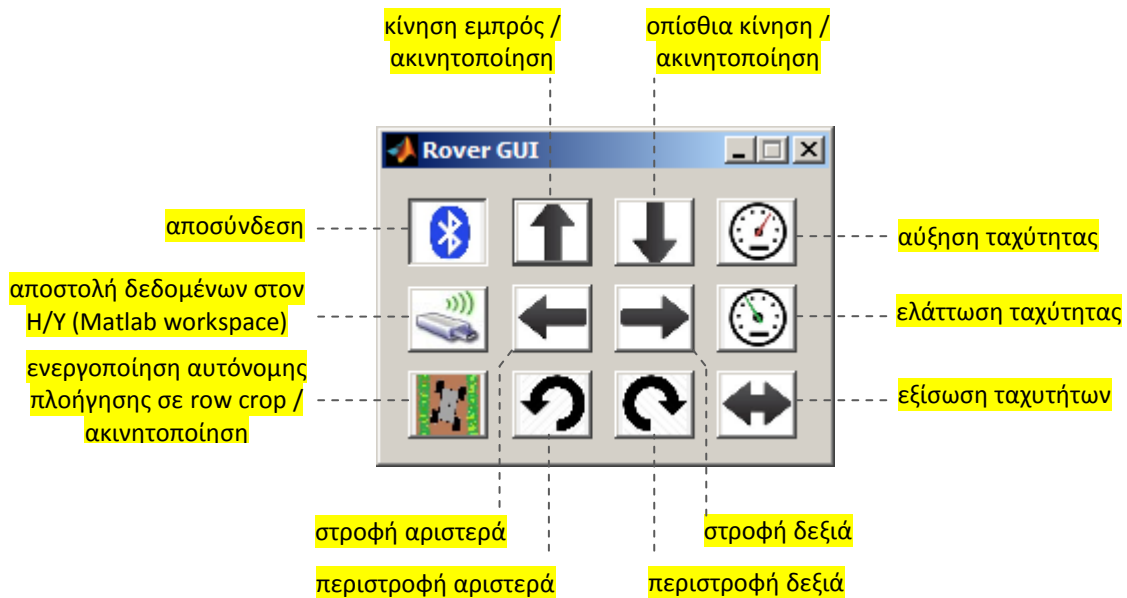 κίνηση εμπρός /
ακινητοποίηση
οπίσθια κίνηση /
ακινητοποίηση
Rover GUI
αποσύνδεση
αύξηση ταχύτητας
αποστολή δεδομένων στον
Η/Υ (Matlab workspace)
ελάττωση ταχύτητας
ενεργοποίηση αυτόνομης
πλοήγησης σε row crop /
ακινητοποίηση
εξίσωση ταχυτήτων
στροφή αριστερά
στροφή δεξιά
περιστροφή αριστερά
περιστροφή δεξιά